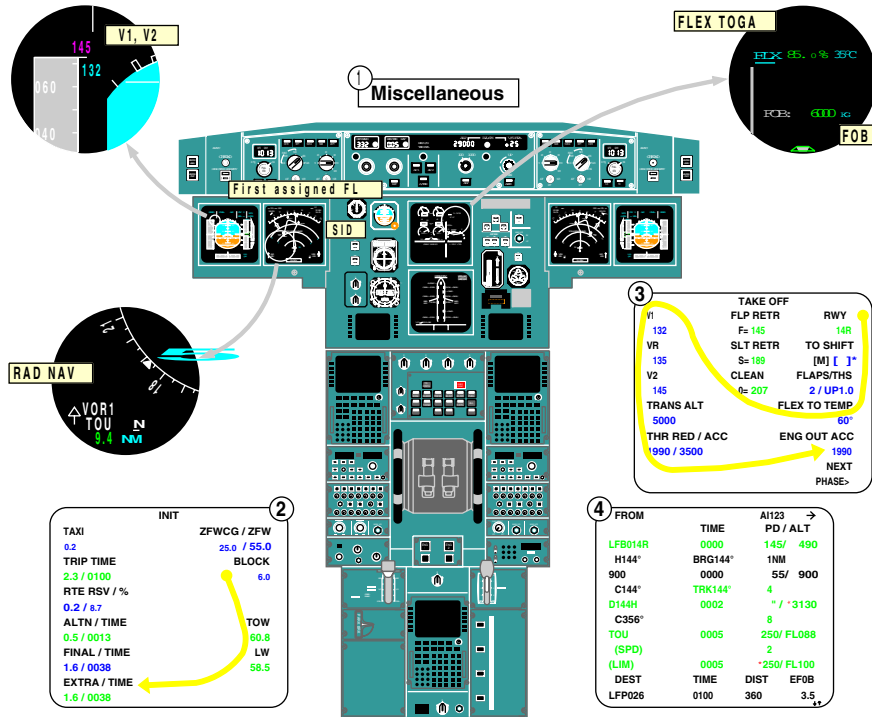 V1, V2
145
132
060
040
FLEX TOGA
FLX 85.0% 35°C
FOB: 6000 KG
FOB
1
Miscellaneous
1013
332
005
29000
+25
1013
First assigned FL
SID
RAD NAV
21
18
VOR1
TOU
9.4 NM
N
2
INIT
TAXI ZFWCG / ZFW
0.2 25.0 / 55.0
TRIP TIME BLOCK
2.3 / 0100 6.0
RTE RSV / %
0.2 / 8.7
ALTN / TIME TOW
0.5 / 0013 60.8
FINAL / TIME LW
1.6 / 0038 58.5
EXTRA / TIME
1.6 / 0038
3
TAKE OFF
V1 FLP RETR RWY
132 F= 145 14R
VR SLT RETR TO SHIFT
135 S= 189 [M] [ ]*
V2 CLEAN FLAPS/THS
145 0= 207 2 / UP1.0
TRANS ALT FLEX TO TEMP
5000 60°
THR RED / ACC ENG OUT ACC
1990 / 3500 1990
NEXT
PHASE>
4
FROM AI123 →
TIME PD / ALT
LFB014R 0000 145/ 490
H144° BRG144° 1NM
900 0000 55/ 900
C144° TRK144° 4
D144H 0002 " / *3130
C356° 8
TOU 0005 250/ FL088
(SPD) 2
(LIM) 0005 *250/ FL100
DEST TIME DIST EF0B
LFP026 0100 360 3.5
↓↑